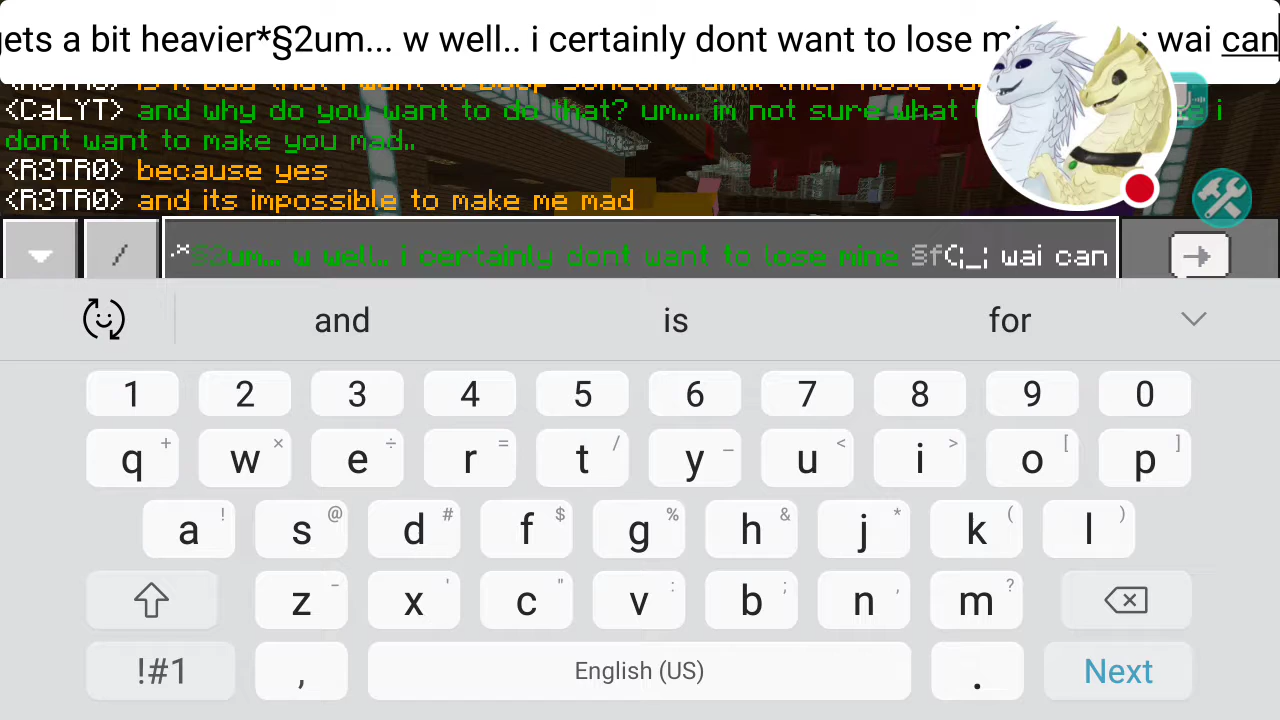 gets a bit heavier*§2um... w well.. i certainly dont want to lose wai can
<CaLYT> and why do you want to do that? um.... im not sure what i
dont want to make you mad..
<R3TR0> because yes
<R3TR0> and its impossible to make me mad
/ .* §2um... w well.. i certainly dont want to lose mine §f(;_; wai can
and is for
1 2 3 4 5 6 7 8 9 0
q + w × e ÷ r = t / y _ u < i > o [ p ]
a ! s @ d # f $ g % h & j * k ( l )
z - x ' c " v : b ; n , m ?
!#1 , English (US) . Next